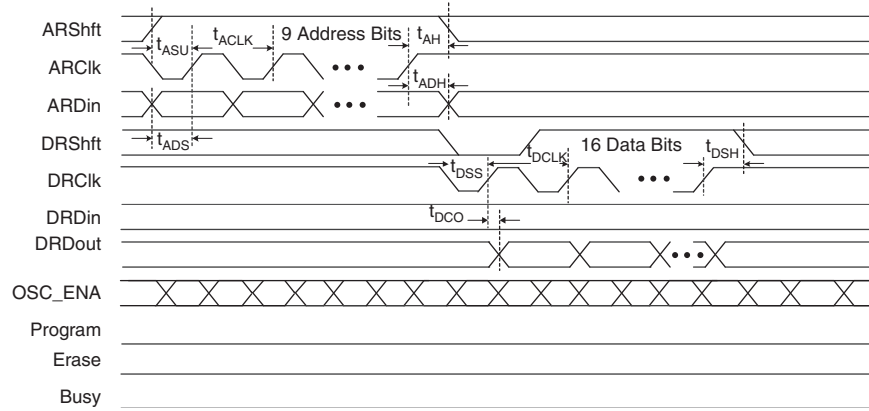 ARShft
tASU
tACLK
9 Address Bits
tAH
ARClk
tADH
ARDin
tADS
DRShft
16 Data Bits
tDSS
tDCLK
tDSH
DRClk
DRDin
tDCO
DRDout
OSC_ENA
Program
Erase
Busy